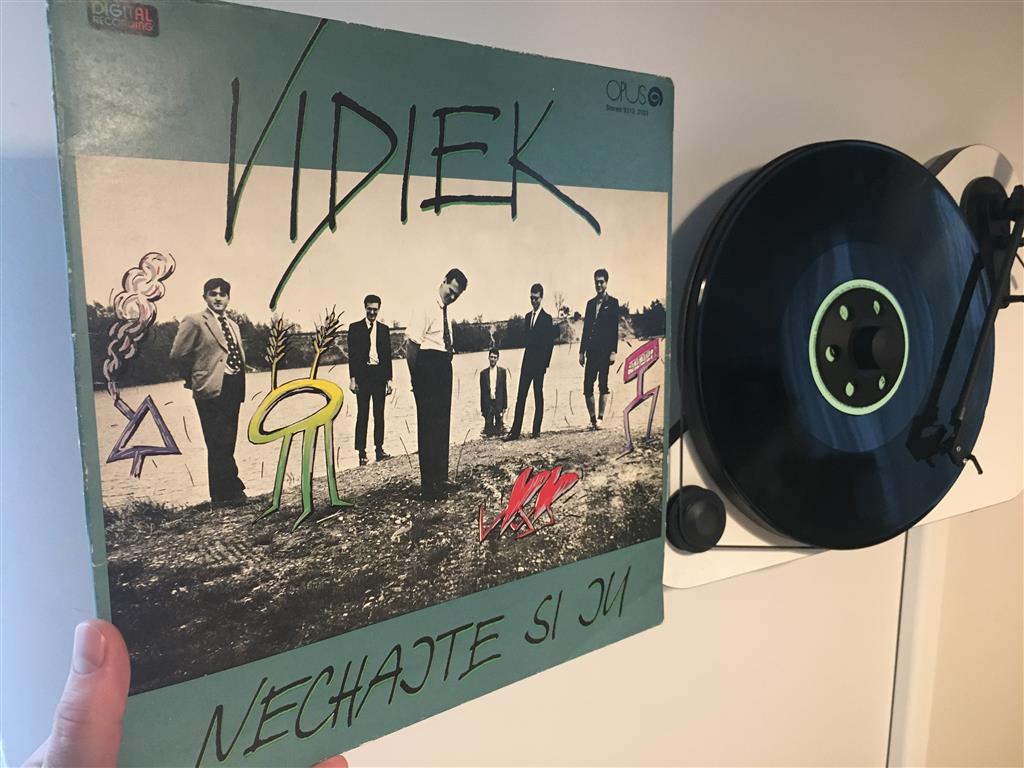 DIGITAL
RECORDING
OPUS
VIDIEK
NECHAJTE SI JU